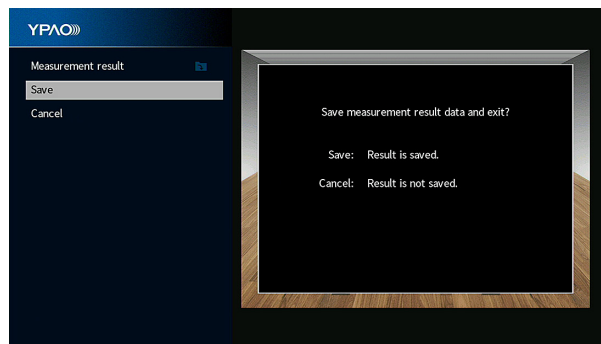 YPAO
Measurement result
Save
Cancel
Save measurement result data and exit?
Save: Result is saved.
Cancel: Result is not saved.